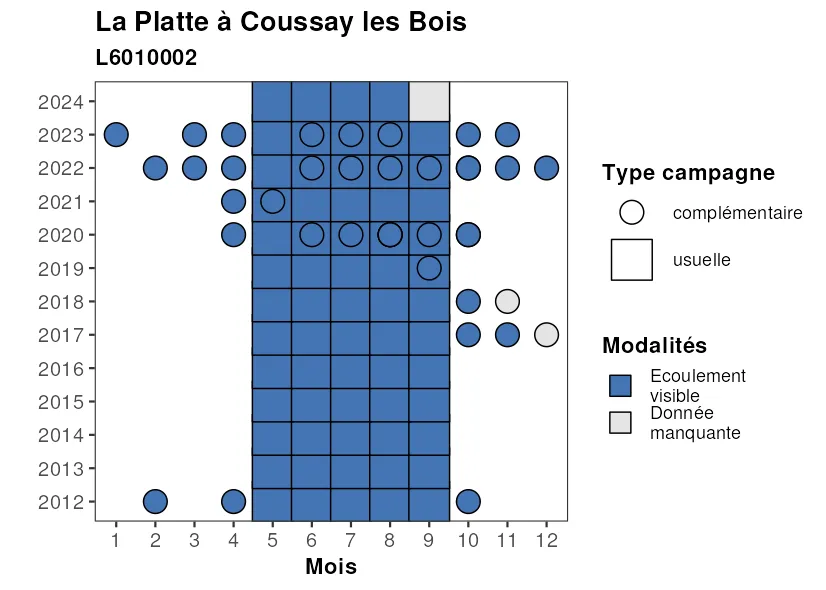 La Platte à Coussay les Bois
L6010002
2024
2023
2022
2021
2020
2019
2018
2017
2016
2015
2014
2013
2012
1 2 3 4 5 6 7 8 9 10 11 12
Mois
Type campagne
complémentaire
usuelle
Modalités
Ecoulement
visible
Donnée
manquante